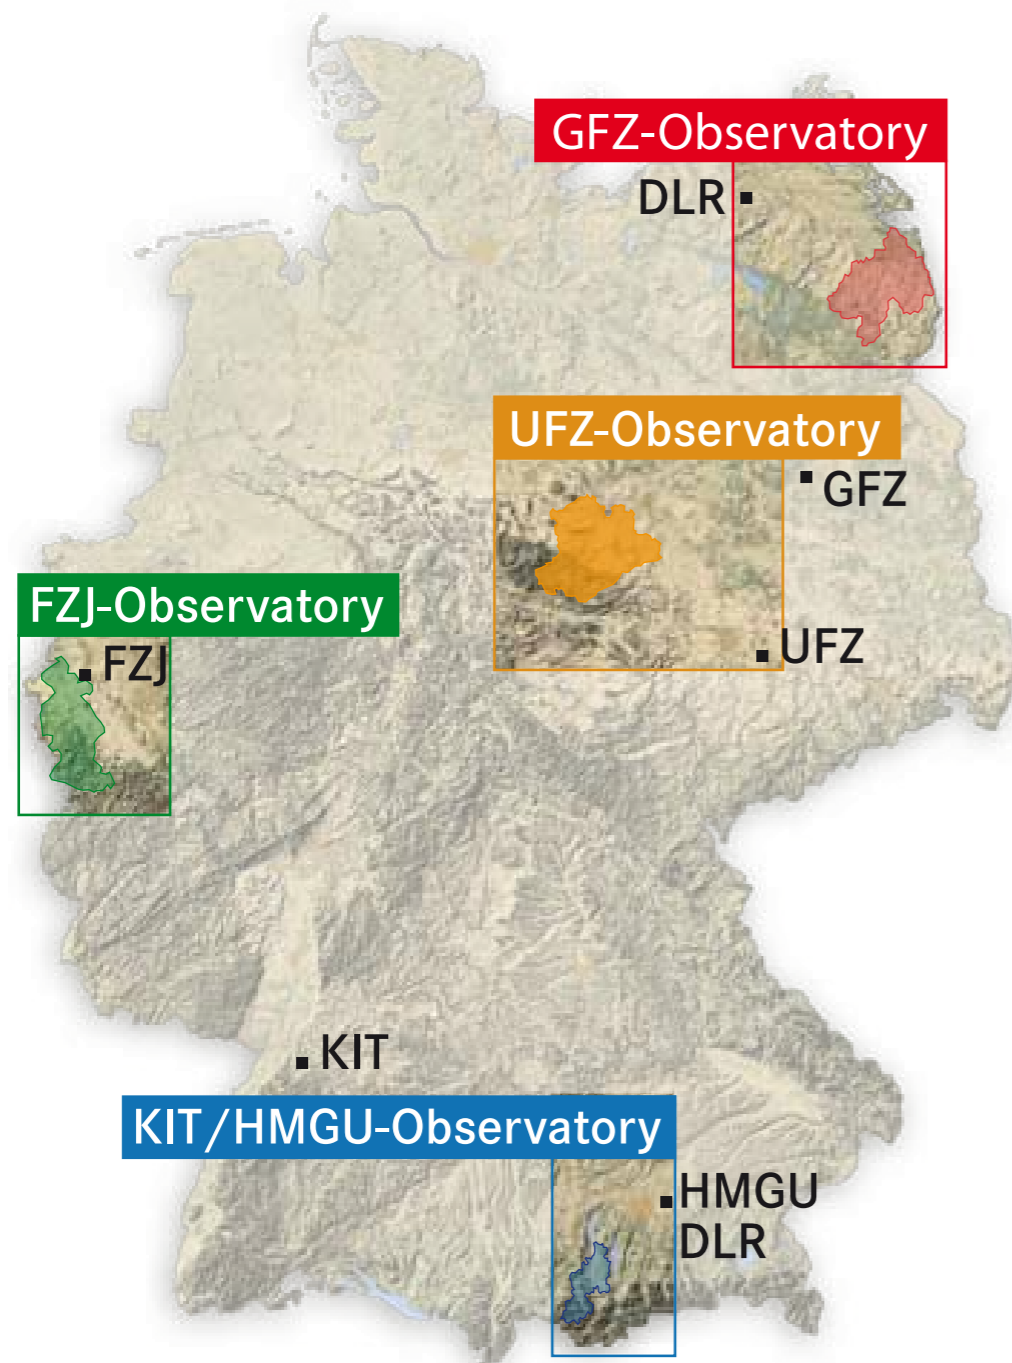 GFZ-Observatory
DLR
UFZ-Observatory
GFZ
FZJ-Observatory
FZJ
UFZ
KIT
KIT/HMGU-Observatory
HMGU
DLR